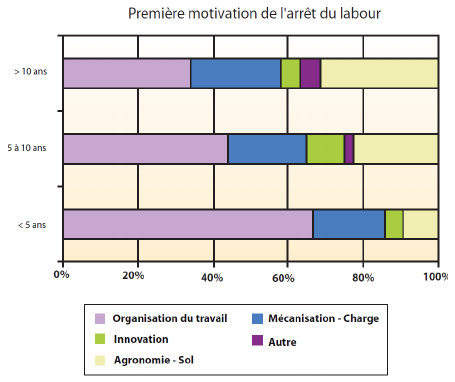 Première motivation de l'arrêt du labour
> 10 ans
5 à 10 ans
< 5 ans
0% 20% 40% 60% 80% 100%
Organisation du travail Mécanisation - Charge
Innovation Autre
Agronomie - Sol